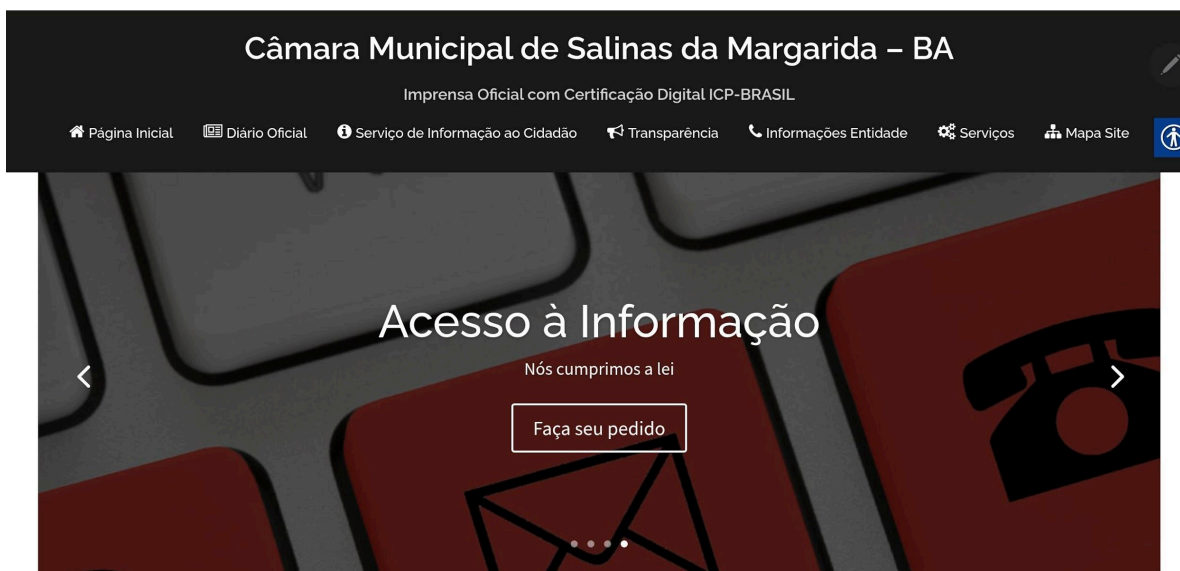 Câmara Municipal de Salinas da Margarida – BA
Imprensa Oficial com Certificação Digital ICP-BRASIL
Página Inicial Diário Oficial Serviço de Informação ao Cidadão Transparência Informações Entidade Serviços Mapa Site
Acesso à Informação
Nós cumprimos a lei
Faça seu pedido